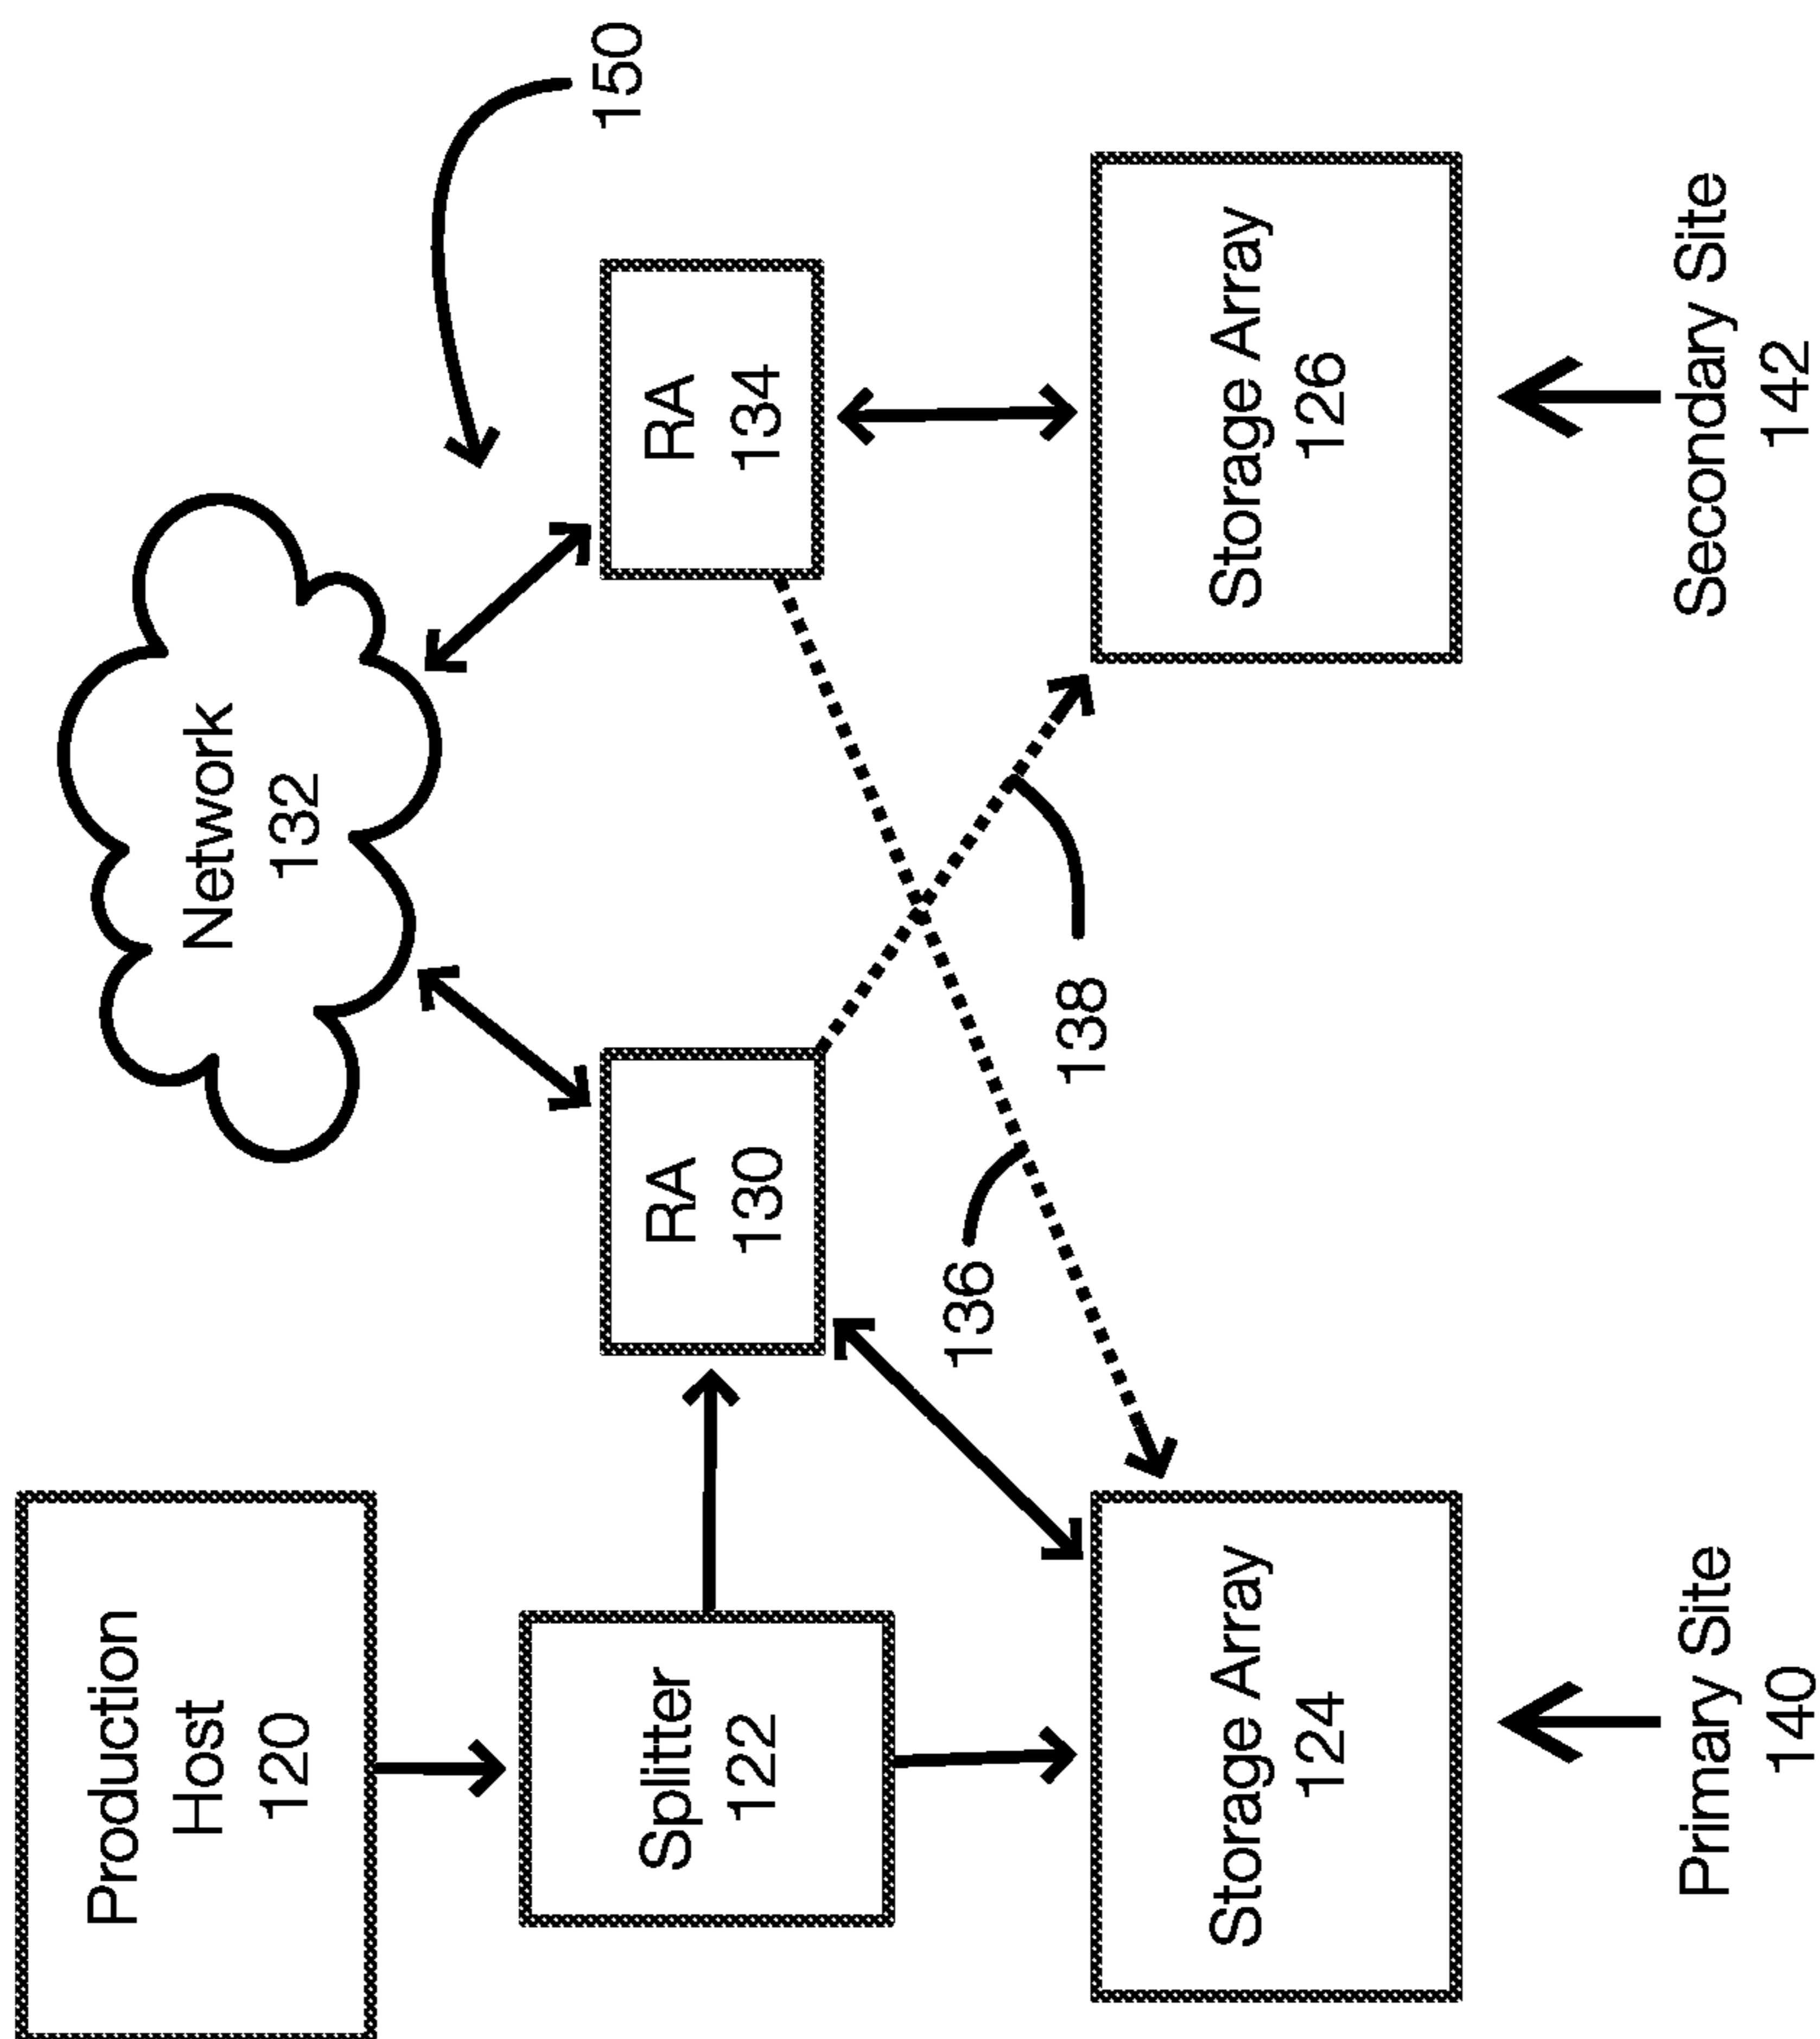 Production
Host
120
Network
132
150
Splitter
122
RA
130
RA
134
136
138
Storage Array
124
Storage Array
126
Primary Site
140
Secondary Site
142